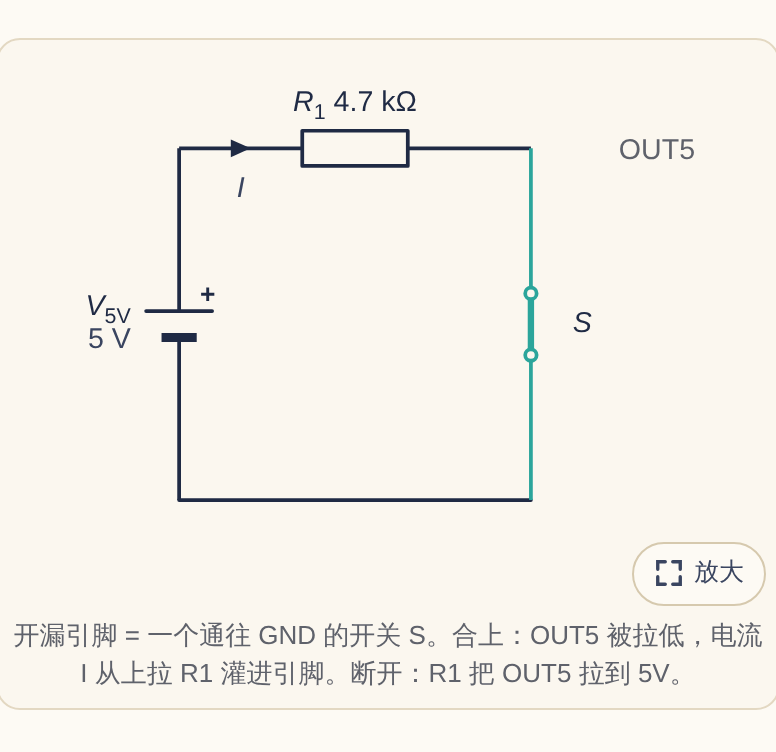 R1 4.7 kΩ
OUT5
I
+
V5V
5 V
S
放大
开漏引脚 = 一个通往 GND 的开关 S。合上：OUT5 被拉低，电流
I 从上拉 R1 灌进引脚。断开：R1 把 OUT5 拉到 5V。